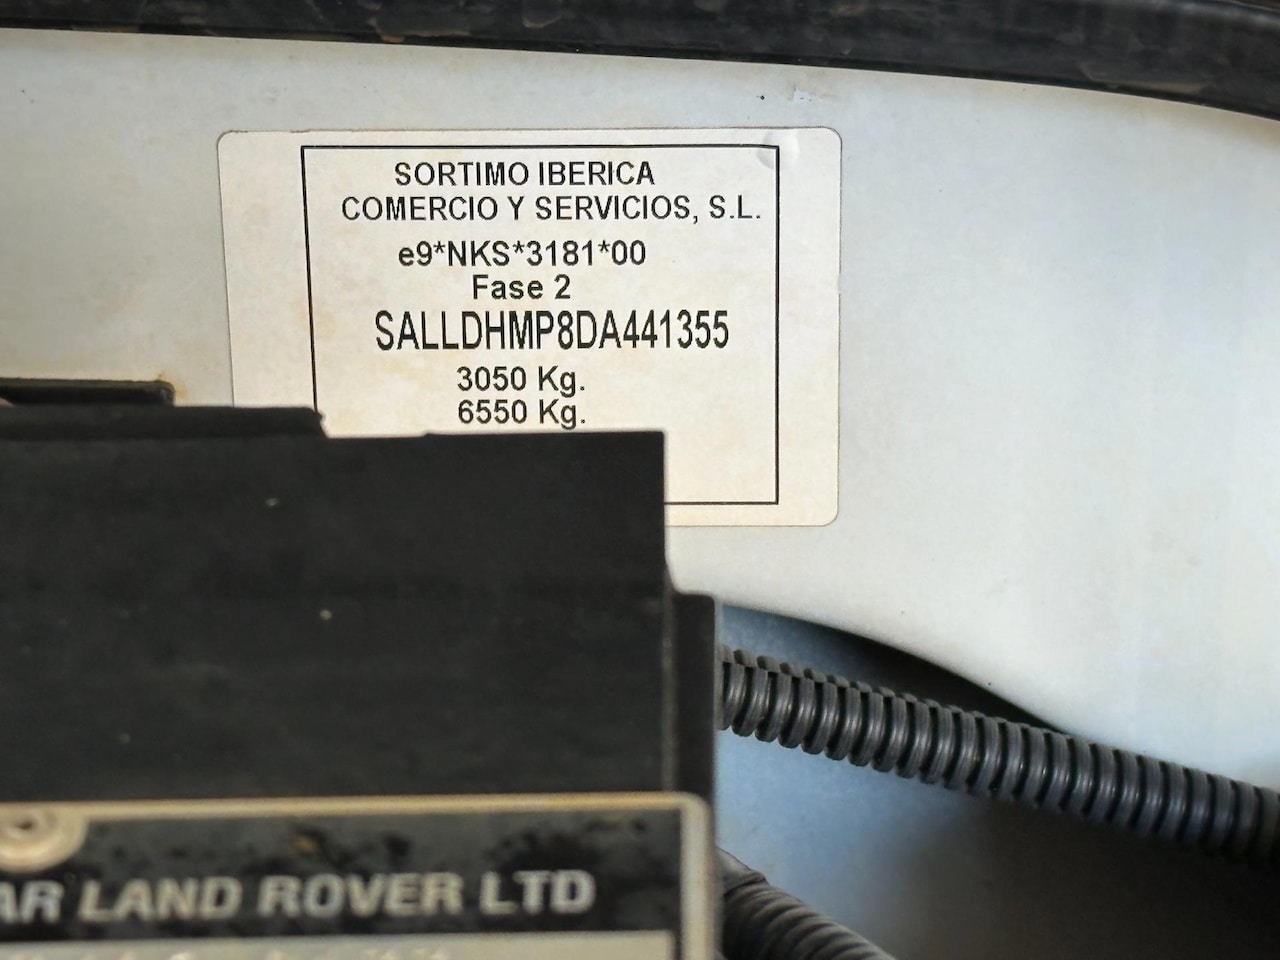 SORTIMO IBERICA
COMERCIO Y SERVICIOS, S.L.
e9*NKS*3181*00
Fase 2
SALLDHMP8DA441355
3050 Kg.
6550 Kg.
AR LAND ROVER LTD